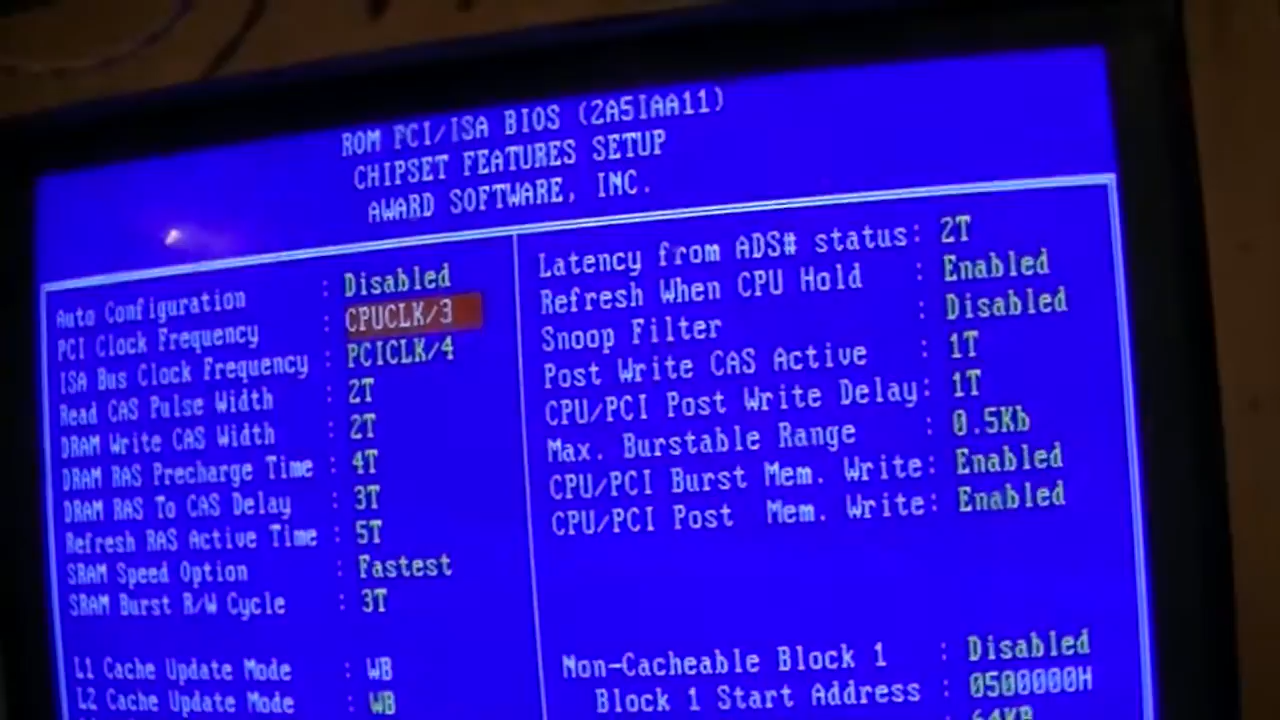 ROM PCI/ISA BIOS (2A5IAA11)
CHIPSET FEATURES SETUP
AWARD SOFTWARE, INC.
Auto Configuration : Disabled
PCI Clock Frequency : CPUCLK/3
ISA Bus Clock Frequency : PCICLK/4
Read CAS Pulse Width : 2T
DRAM Write CAS Width : 2T
DRAM RAS Precharge Time : 4T
DRAM RAS To CAS Delay : 3T
Refresh RAS Active Time : 5T
SRAM Speed Option : Fastest
SRAM Burst R/W Cycle : 3T
L1 Cache Update Mode : WB
L2 Cache Update Mode : WB
Latency from ADS# status: 2T
Refresh When CPU Hold : Enabled
Snoop Filter : Disabled
Post Write CAS Active : 1T
CPU/PCI Post Write Delay: 1T
Max. Burstable Range : 0.5Kb
CPU/PCI Burst Mem. Write: Enabled
CPU/PCI Post Mem. Write: Enabled
Non-Cacheable Block 1 : Disabled
Block 1 Start Address : 0500000H
64KB